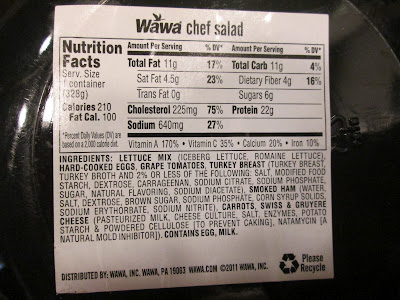 Wawa chef salad
Nutrition Facts
Serv. Size
1 container
(328g)
Calories 210
Fat Cal. 100
*Percent Daily Values (DV) are
based on a 2,000 calorie diet.
Amount Per Serving % DV* Amount Per Serving % DV*
Total Fat 11g 17% Total Carb 11g 4%
Sat Fat 4.5g 23% Dietary Fiber 4g 16%
Trans Fat 0g Sugars 6g
Cholesterol 225mg 75% Protein 22g
Sodium 640mg 27%
Vitamin A 170% • Vitamin C 35% • Calcium 20% • Iron 10%
INGREDIENTS: LETTUCE MIX (ICEBERG LETTUCE, ROMAINE LETTUCE),
HARD-COOKED EGGS, GRAPE TOMATOES, TURKEY BREAST (TURKEY BREAST,
TURKEY BROTH AND 2% OR LESS OF THE FOLLOWING: SALT, MODIFIED FOOD
STARCH, DEXTROSE, CARRAGEENAN, SODIUM CITRATE, SODIUM PHOSPHATE,
SUGAR, NATURAL FLAVORING, SODIUM DIACETATE), SMOKED HAM (WATER,
SALT, DEXTROSE, BROWN SUGAR, SODIUM PHOSPHATE, CORN SYRUP SOLIDS,
SODIUM ERYTHORBATE, SODIUM NITRITE), CARROTS, SWISS & GRUYERE
CHEESE (PASTEURIZED MILK, CHEESE CULTURE, SALT, ENZYMES, POTATO
STARCH & POWDERED CELLULOSE [TO PREVENT CAKING], NATAMYCIN [A
NATURAL MOLD INHIBITOR]). CONTAINS EGG, MILK.
DISTRIBUTED BY: WAWA, INC. WAWA, PA 19063 WAWA.COM ©2011 WAWA, INC.
Please
Recycle